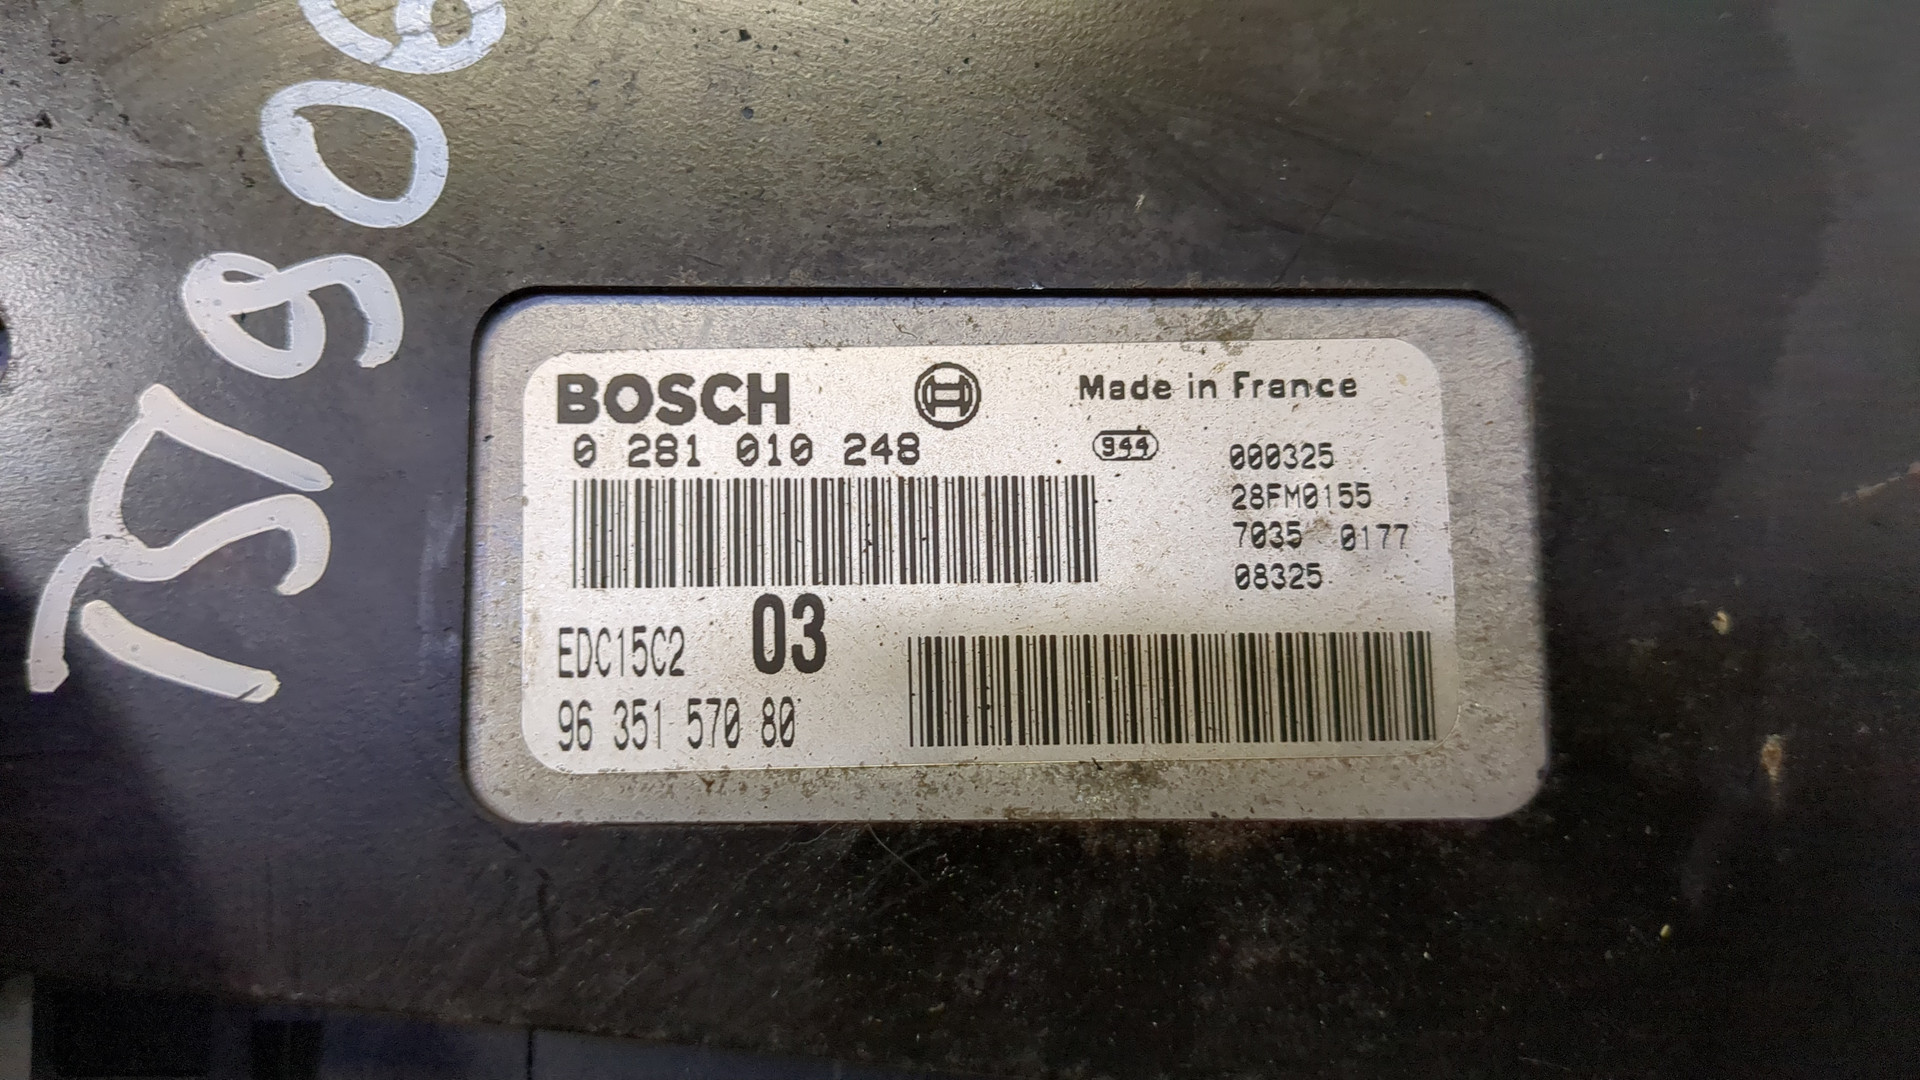 BOSCH
Made in France
0 281 010 248
944
000325
28FM0155
7035 0177
08325
EDC15C2 03
96 351 570 80